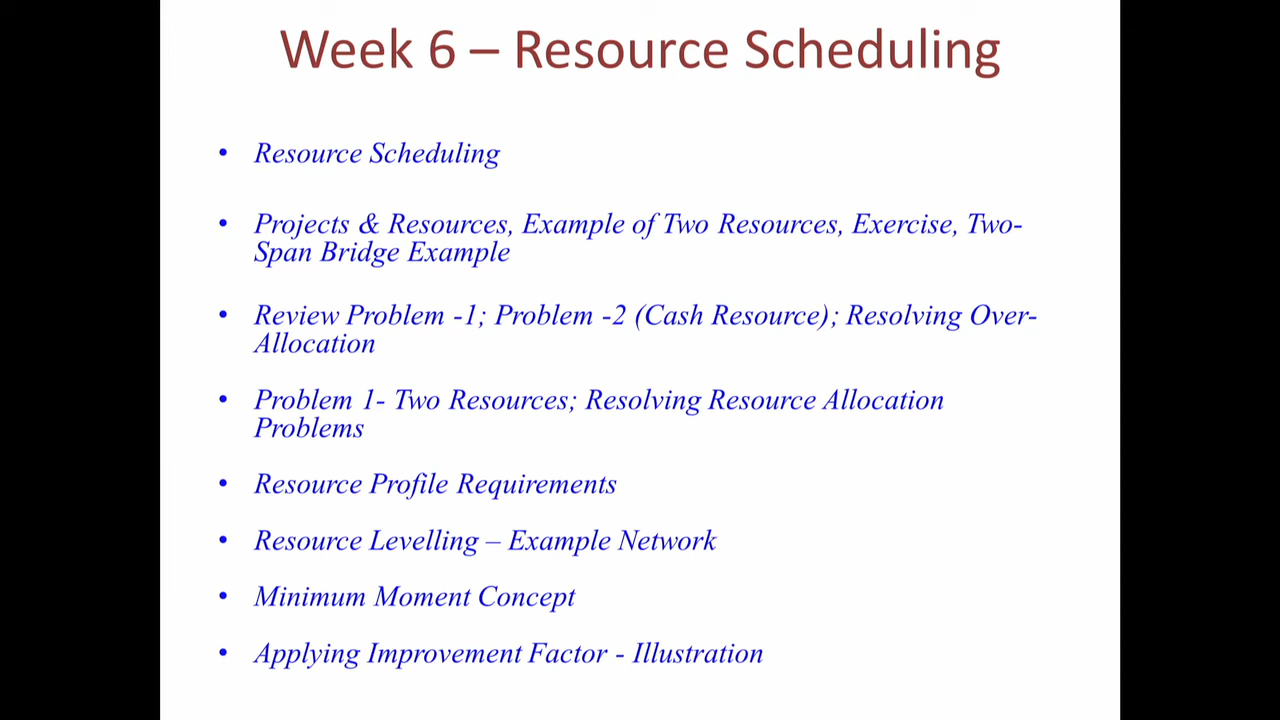 Week 6 – Resource Scheduling
• Resource Scheduling
• Projects & Resources, Example of Two Resources, Exercise, Two-
Span Bridge Example
• Review Problem -1; Problem -2 (Cash Resource); Resolving Over-
Allocation
• Problem 1- Two Resources; Resolving Resource Allocation
Problems
• Resource Profile Requirements
• Resource Levelling – Example Network
• Minimum Moment Concept
• Applying Improvement Factor - Illustration